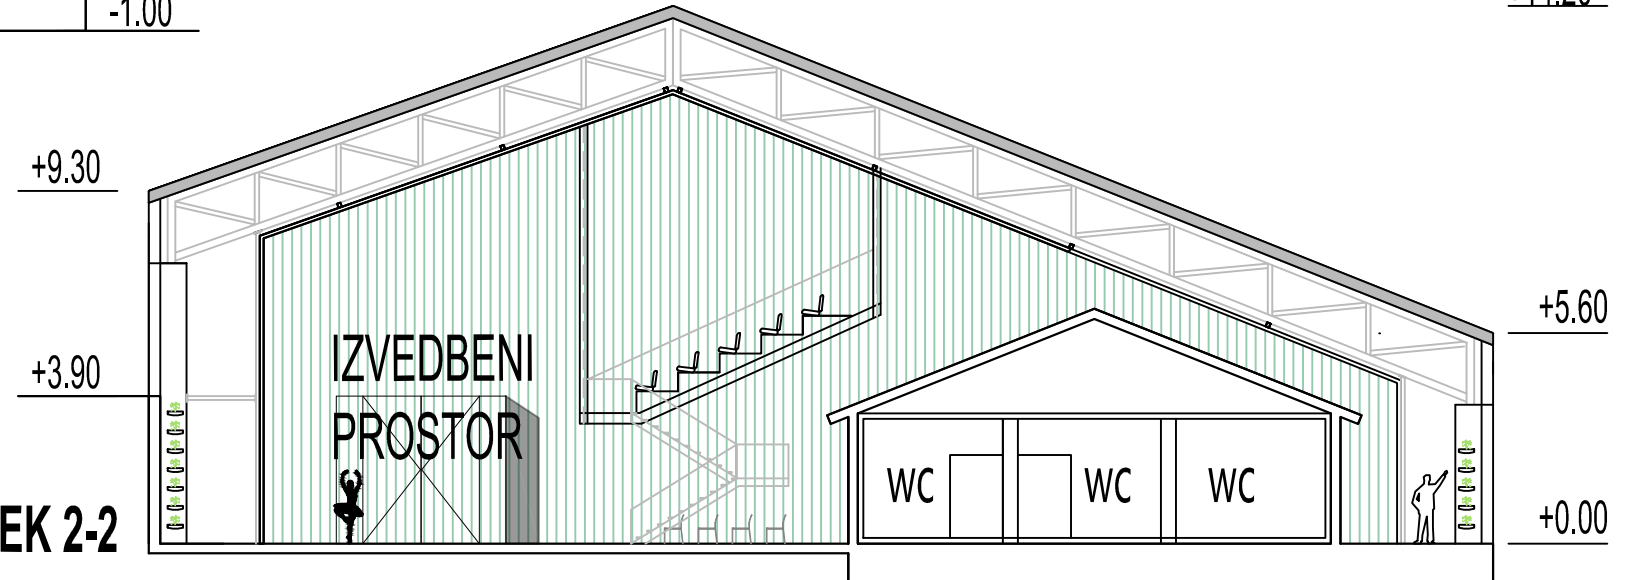 -1.00
+9.30
+3.90
IZVEDBENI
PROSTOR
WC WC WC
+5.60
+0.00
EK 2-2